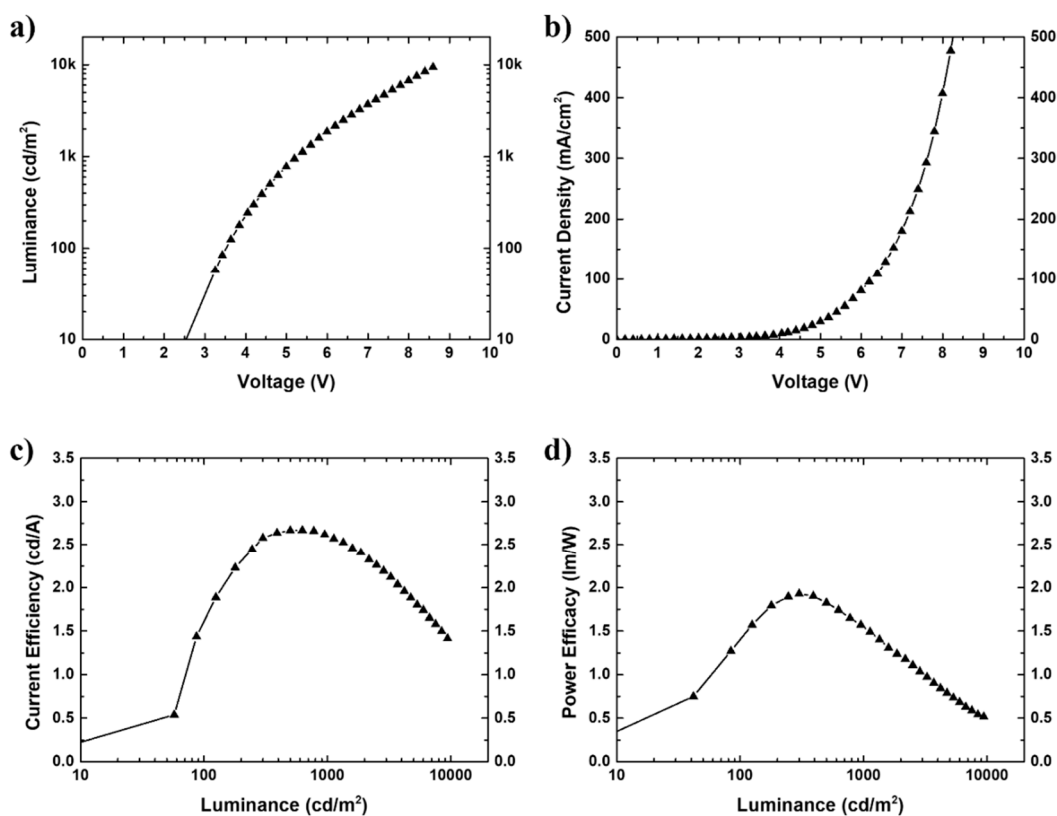 a)
10k
1k
100
10
10k
1k
100
10
0 1 2 3 4 5 6 7 8 9 10
Luminance (cd/m²)
Voltage (V)
b)
500
400
300
200
100
0
500
400
300
200
100
0
0 1 2 3 4 5 6 7 8 9 10
Current Density (mA/cm²)
Voltage (V)
c)
3.5
3.0
2.5
2.0
1.5
1.0
0.5
0.0
3.5
3.0
2.5
2.0
1.5
1.0
0.5
0.0
10 100 1000 10000
Current Efficiency (cd/A)
Luminance (cd/m²)
d)
3.5
3.0
2.5
2.0
1.5
1.0
0.5
0.0
3.5
3.0
2.5
2.0
1.5
1.0
0.5
0.0
10 100 1000 10000
Power Efficacy (lm/W)
Luminance (cd/m²)